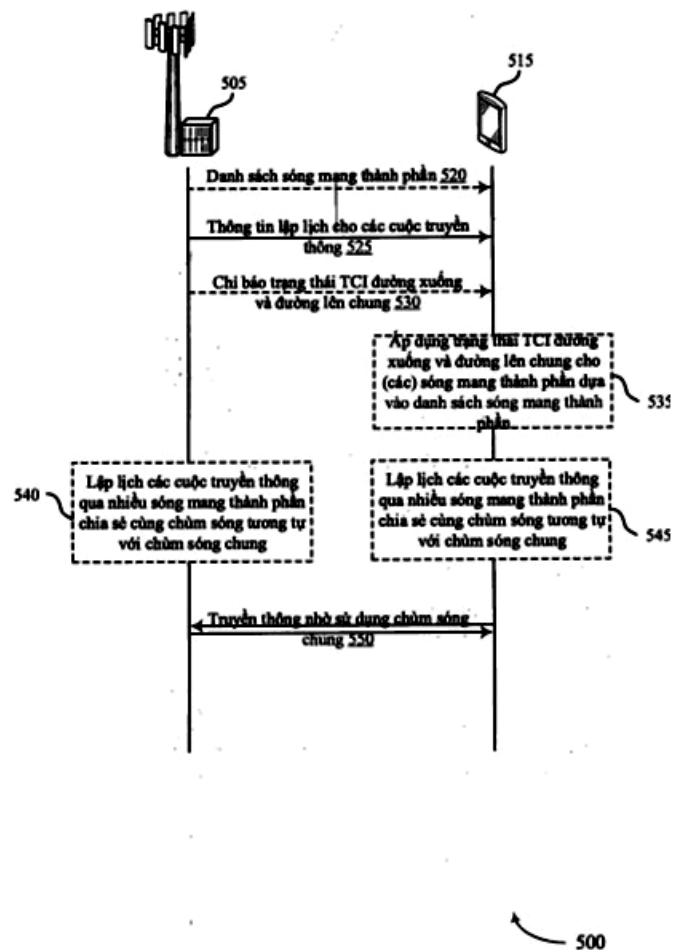 505
515
Danh sách sóng mang thành phần 520
Thông tin lập lịch cho các cuộc truyền
thông 525
Chỉ báo trạng thái TCI đường xuống
và đường lên chung 530
Áp dụng trạng thái TCI đường
xuống và đường lên chung cho
(các) sóng mang thành phần dựa
vào danh sách sóng mang thành
phần
535
540
Lập lịch các cuộc truyền thông
qua nhiều sóng mang thành phần
chia sẻ cùng chùm sóng tương tự
với chùm sóng chung
Lập lịch các cuộc truyền thông
qua nhiều sóng mang thành phần
chia sẻ cùng chùm sóng tương tự
với chùm sóng chung
545
Truyền thông nhờ sử dụng chùm sóng
chung 550
500